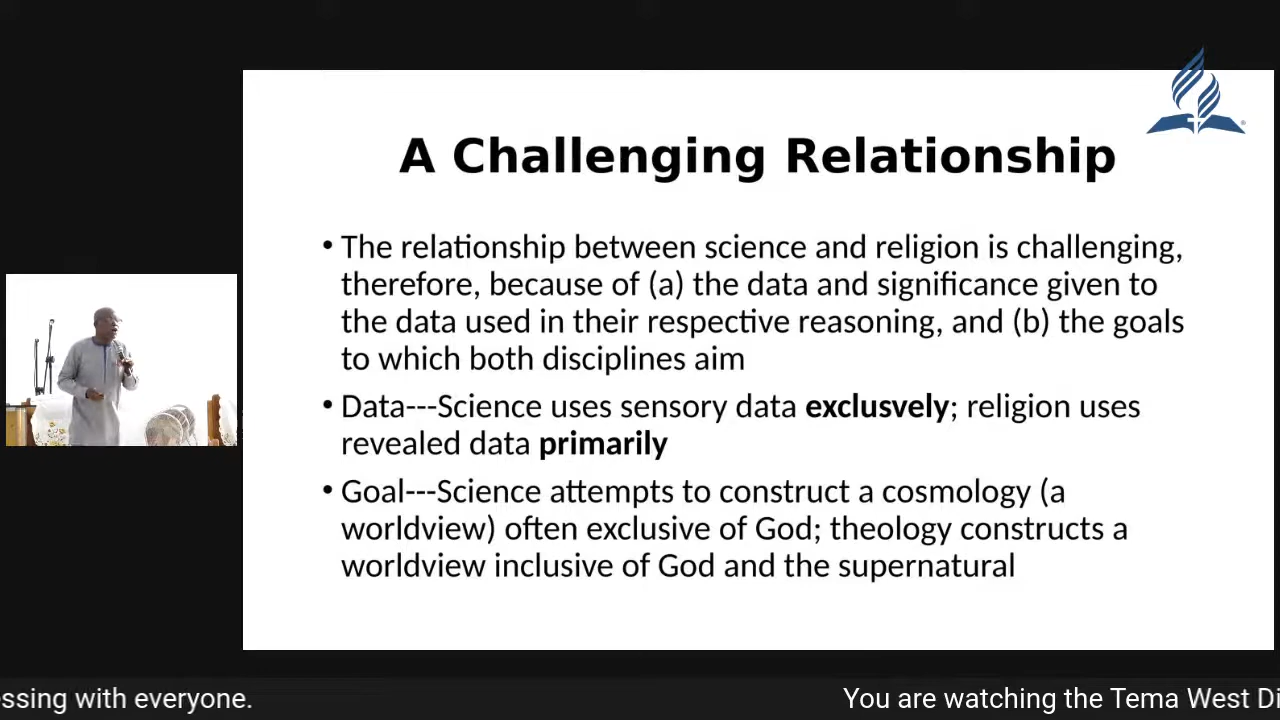 A Challenging Relationship
• The relationship between science and religion is challenging,
therefore, because of (a) the data and significance given to
the data used in their respective reasoning, and (b) the goals
to which both disciplines aim
• Data---Science uses sensory data exclusvely; religion uses
revealed data primarily
• Goal---Science attempts to construct a cosmology (a
worldview) often exclusive of God; theology constructs a
worldview inclusive of God and the supernatural
essing with everyone. You are watching the Tema West Di